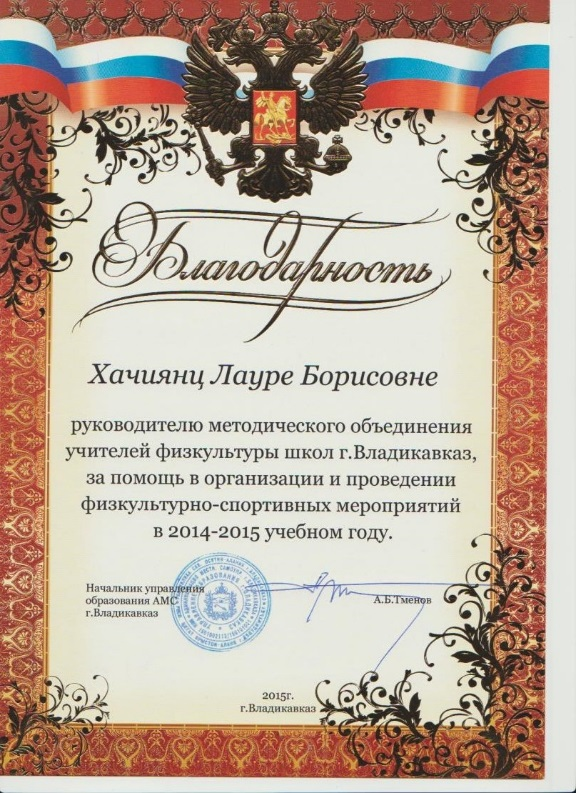 Благодарность
Хачиянц Лауре Борисовне
руководителю методического объединения
учителей физкультуры школ г.Владикавказ,
за помощь в организации и проведении
физкультурно-спортивных мероприятий
в 2014-2015 учебном году.
Начальник управления
образования АМС
г.Владикавказ
А.Б.Тменов
2015г.
г.Владикавказ